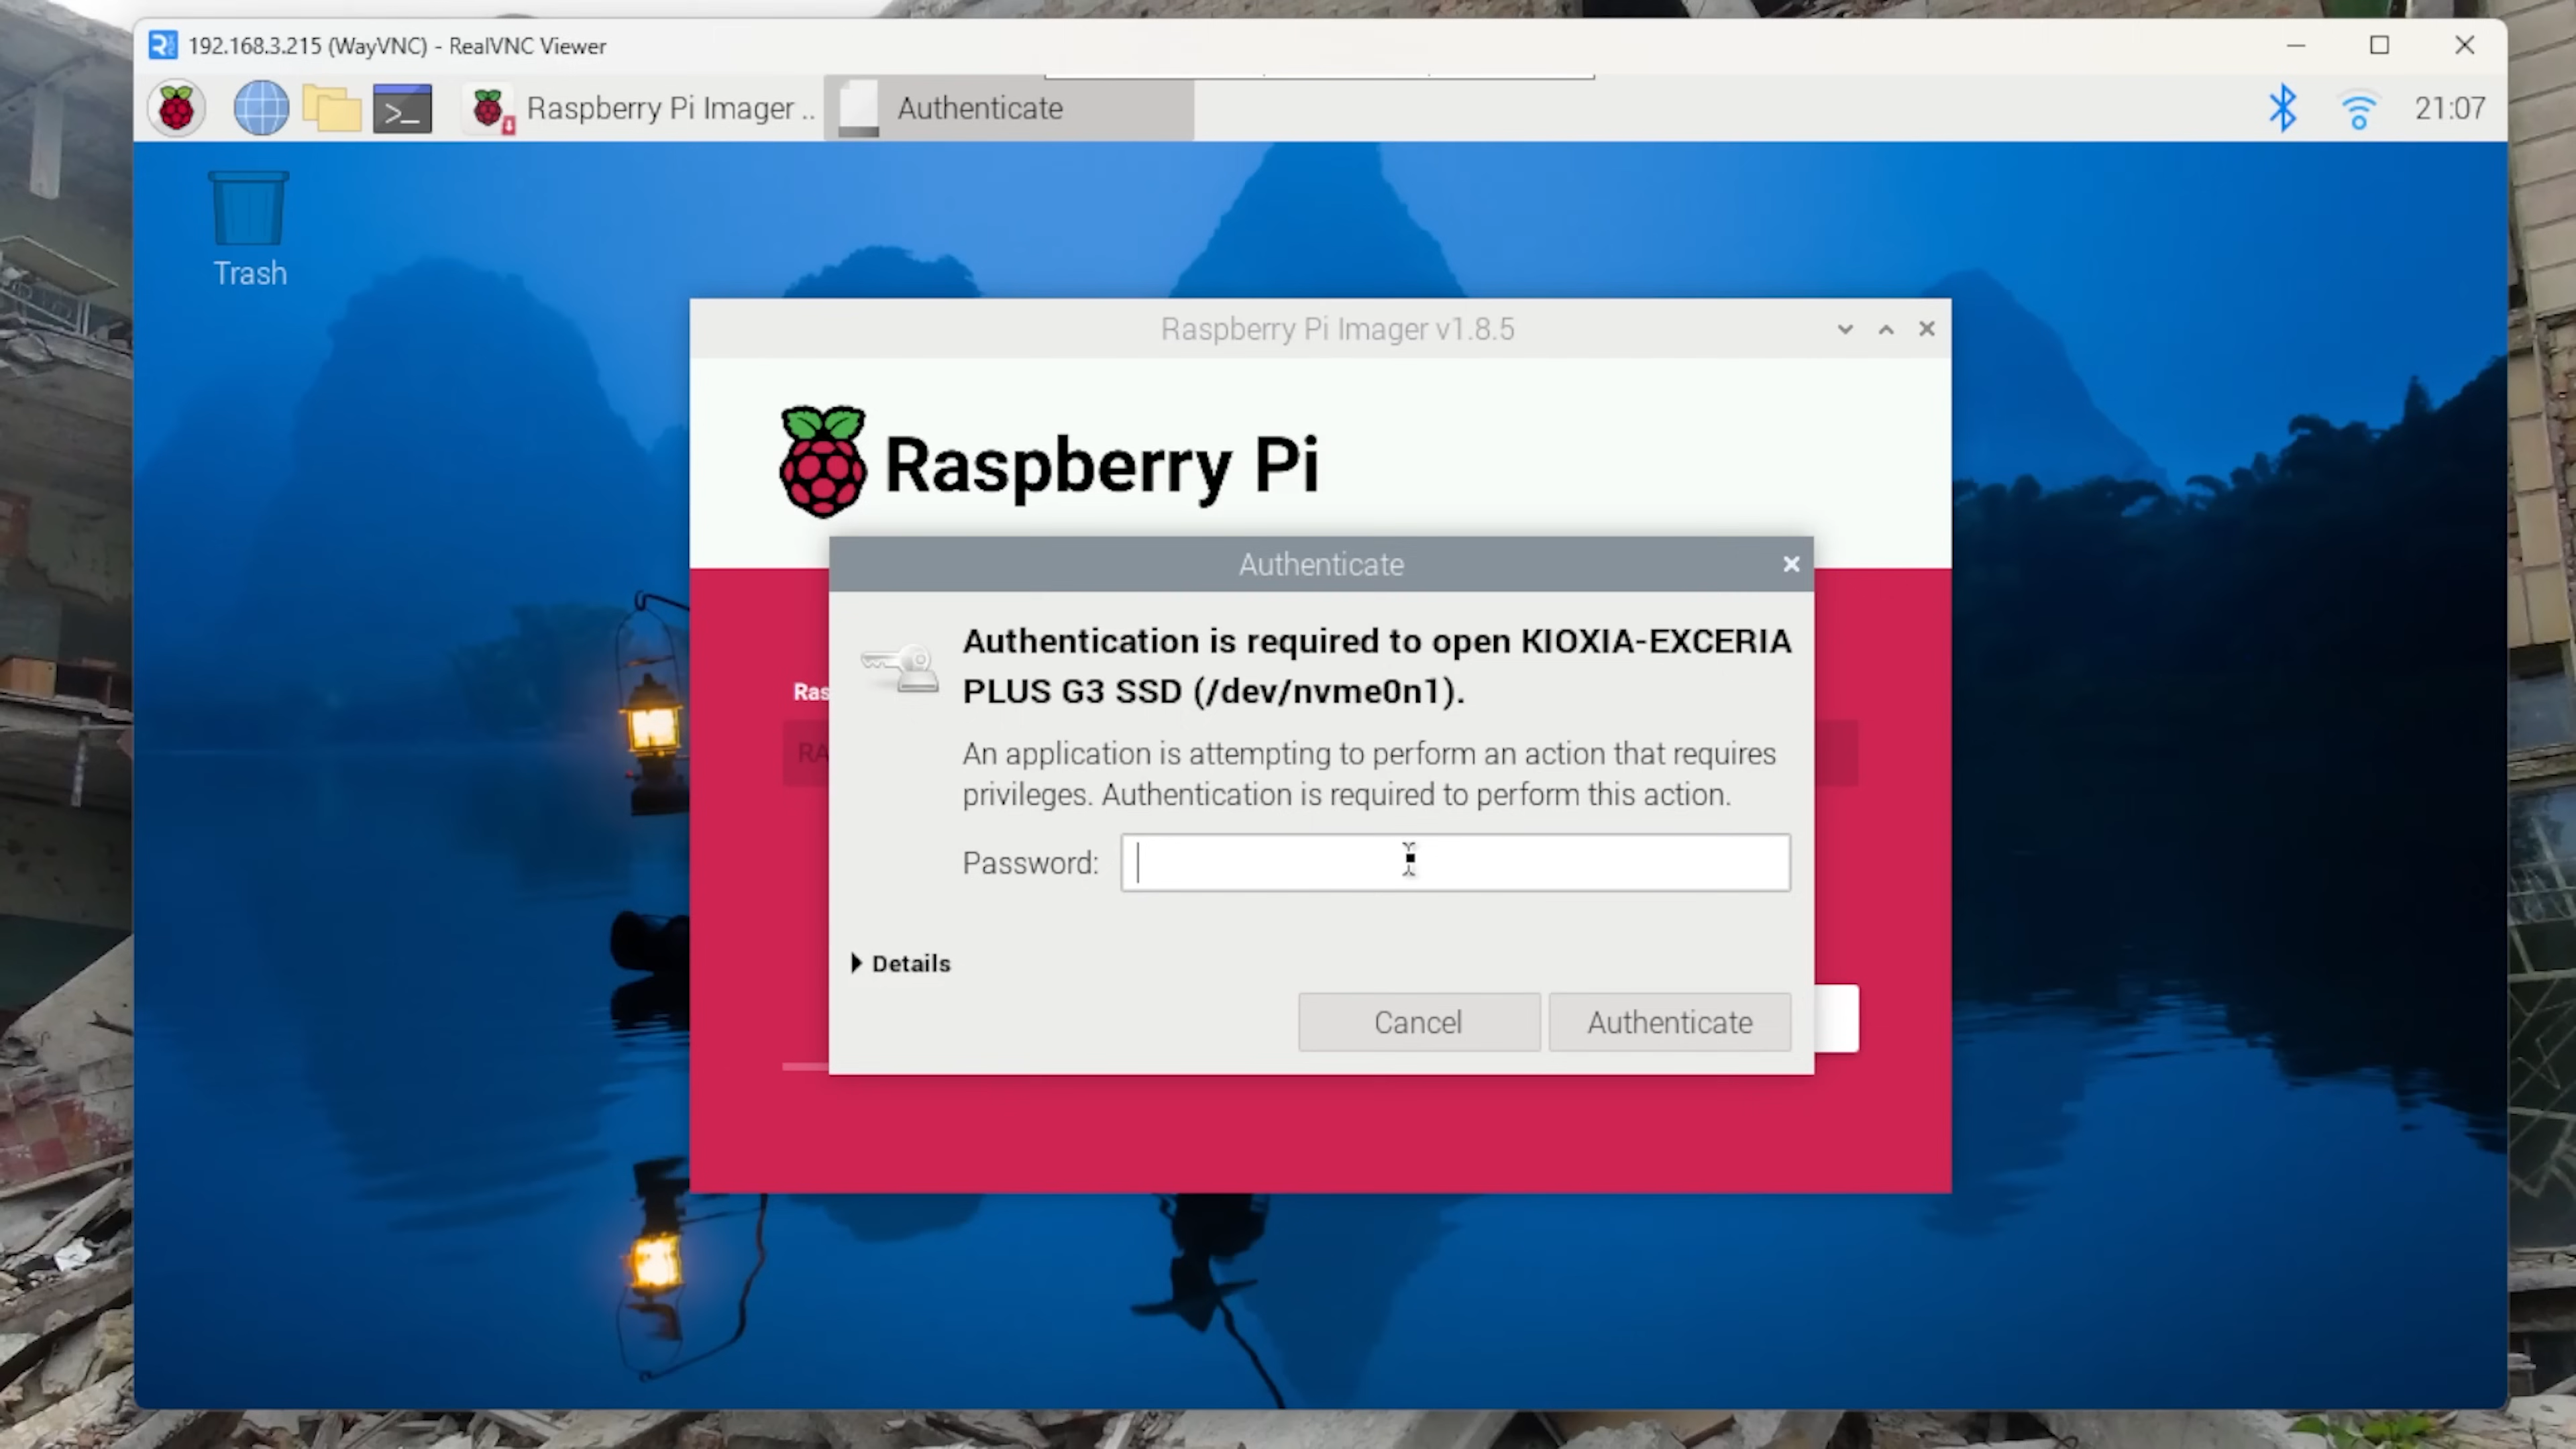 192.168.3.215 (WayVNC) - RealVNC Viewer
Raspberry Pi Imager ..
Authenticate
21:07
Trash
Raspberry Pi Imager v1.8.5
Raspberry Pi
Authenticate
Authentication is required to open KIOXIA-EXCERIA
PLUS G3 SSD (/dev/nvme0n1).
Ras
RA
An application is attempting to perform an action that requires
privileges. Authentication is required to perform this action.
Password:
Details
Cancel
Authenticate